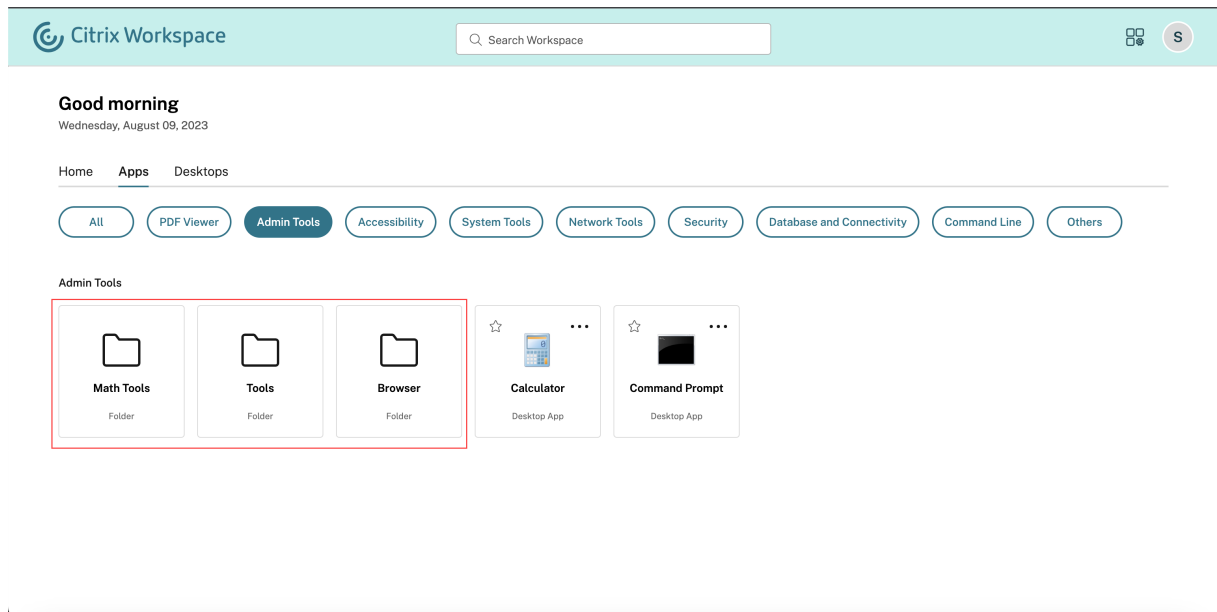 Citrix Workspace
Search Workspace
S
Good morning
Wednesday, August 09, 2023
Home Apps Desktops
All PDF Viewer Admin Tools Accessibility System Tools Network Tools Security Database and Connectivity Command Line Others
Admin Tools
Math Tools Tools Browser Calculator Command Prompt
Folder Folder Folder Desktop App Desktop App